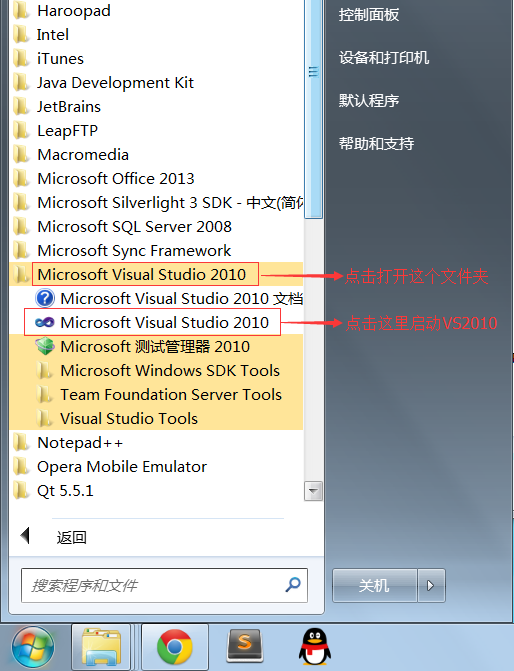 Haroopad
控制面板
Intel
iTunes
设备和打印机
Java Development Kit
JetBrains
默认程序
LeapFTP
Macromedia
帮助和支持
Microsoft Office 2013
Microsoft Silverlight 3 SDK - 中文(简体
Microsoft SQL Server 2008
Microsoft Sync Framework
Microsoft Visual Studio 2010
点击打开这个文件夹
Microsoft Visual Studio 2010 文档
Microsoft Visual Studio 2010
点击这里启动VS2010
Microsoft 测试管理器 2010
Microsoft Windows SDK Tools
Team Foundation Server Tools
Visual Studio Tools
Notepad++
Opera Mobile Emulator
Qt 5.5.1
返回
搜索程序和文件
关机